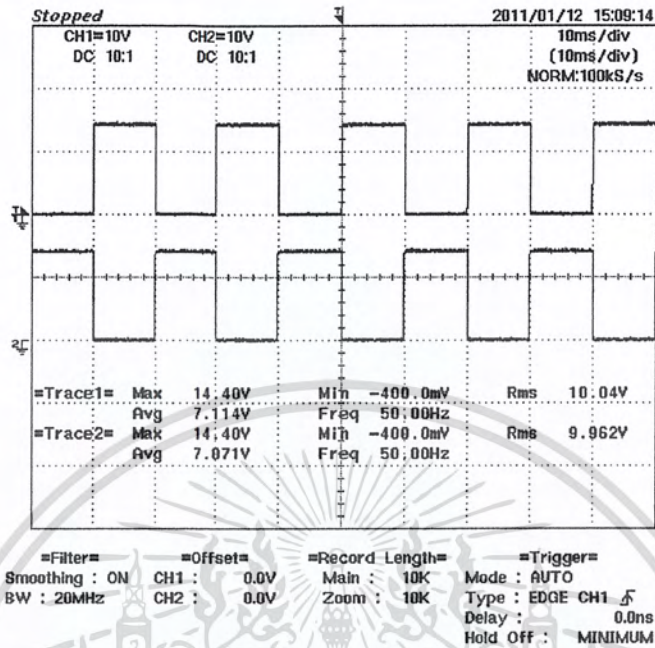 Stopped 2011/01/12 15:09:14
CH1=10V CH2=10V 10ms/div
DC 10:1 DC 10:1 (10ms/div)
NORM:100kS/s
=Trace1= Max 14.40V Min -400.0mV Rms 10.04V
Avg 7.114V Freq 50.00Hz
=Trace2= Max 14.40V Min -400.0mV Rms 9.962V
Avg 7.071V Freq 50.00Hz
=Filter= =Offset= =Record Length= =Trigger=
Smoothing : ON CH1 : 0.0V Main : 10K Mode : AUTO
BW : 20MHz CH2 : 0.0V Zoom : 10K Type : EDGE CH1
Delay : 0.0ns
Hold Off : MINIMUM